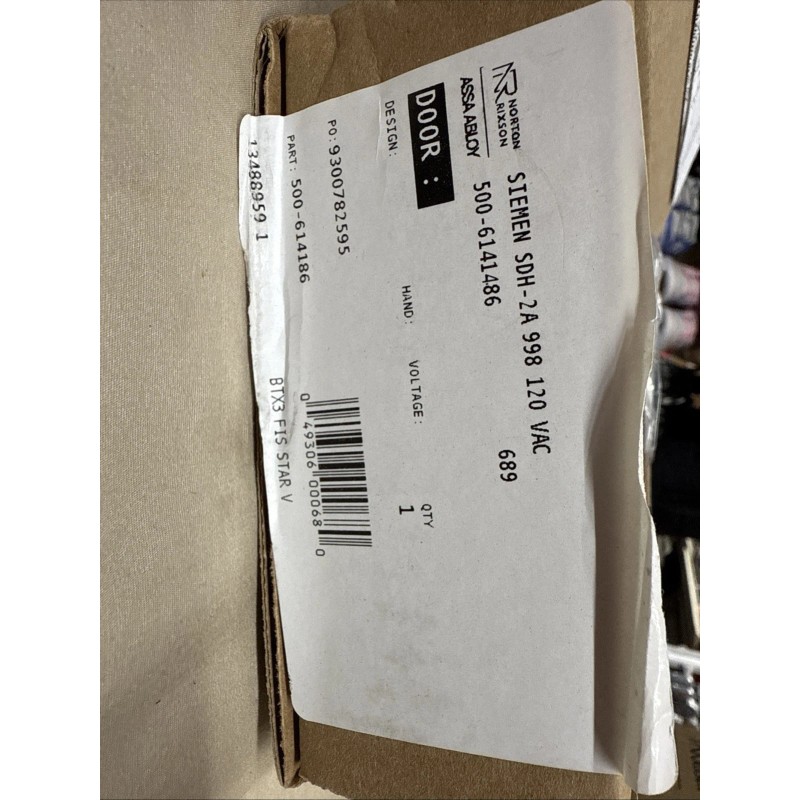 NORTON
RIXSON
ASSA ABLOY
SIEMEN SDH-2A 998 120 VAC
500-6141486
689
DOOR :
DESIGN:
HAND:
VOLTAGE:
QTY
1
PO:9300782595
PART: 500-614186
0 49306 00068 0
13488959 1
BTX3 FIS STAR V